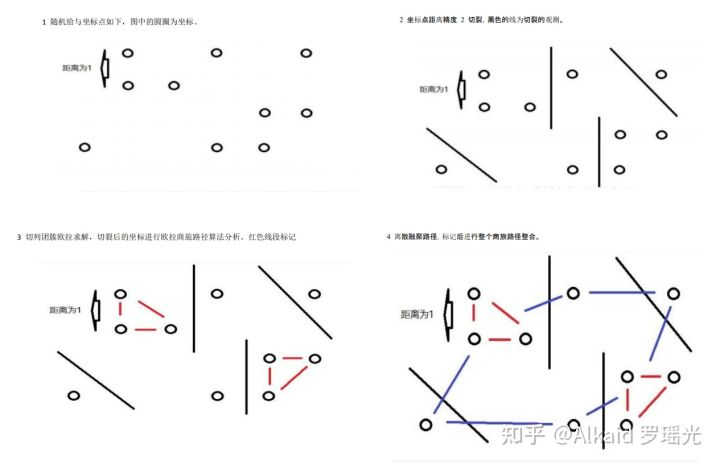 1 随机给与坐标点如下,图中的圆圈为坐标。
距离为1
2 坐标点距离精度 2 切裂, 黑色的线为切裂的观测。
距离为1
3 切列团簇欧拉求解,切裂后的坐标进行欧拉商旅路径算法分析。红色线段标记
距离为1
4 离散融聚路径, 标记后进行整个商旅路径整合。
距离为1
知乎 @Alkaid 罗瑶光